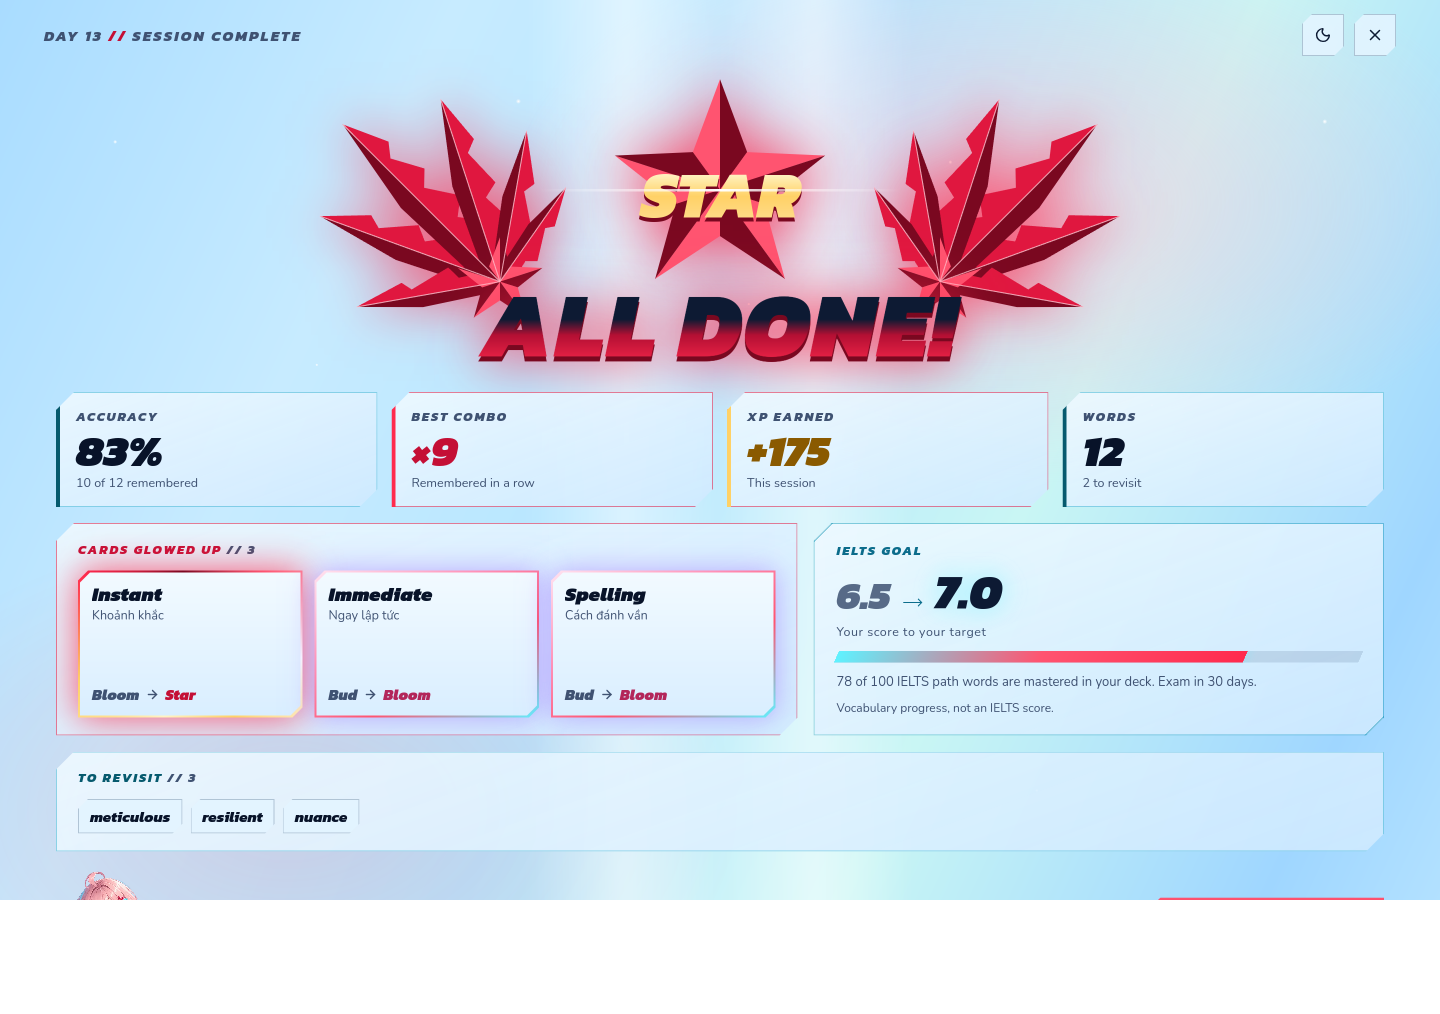 DAY 13 // SESSION COMPLETE
STAR
ALL DONE!
ACCURACY
83%
10 of 12 remembered
BEST COMBO
×9
Remembered in a row
XP EARNED
+175
This session
WORDS
12
2 to revisit
CARDS GLOWED UP // 3
Instant
Khoảnh khắc
Bloom → Star
Immediate
Ngay lập tức
Bud → Bloom
Spelling
Cách đánh vần
Bud → Bloom
IELTS GOAL
6.5 → 7.0
Your score to your target
78 of 100 IELTS path words are mastered in your deck. Exam in 30 days.
Vocabulary progress, not an IELTS score.
TO REVISIT // 3
meticulous
resilient
nuance